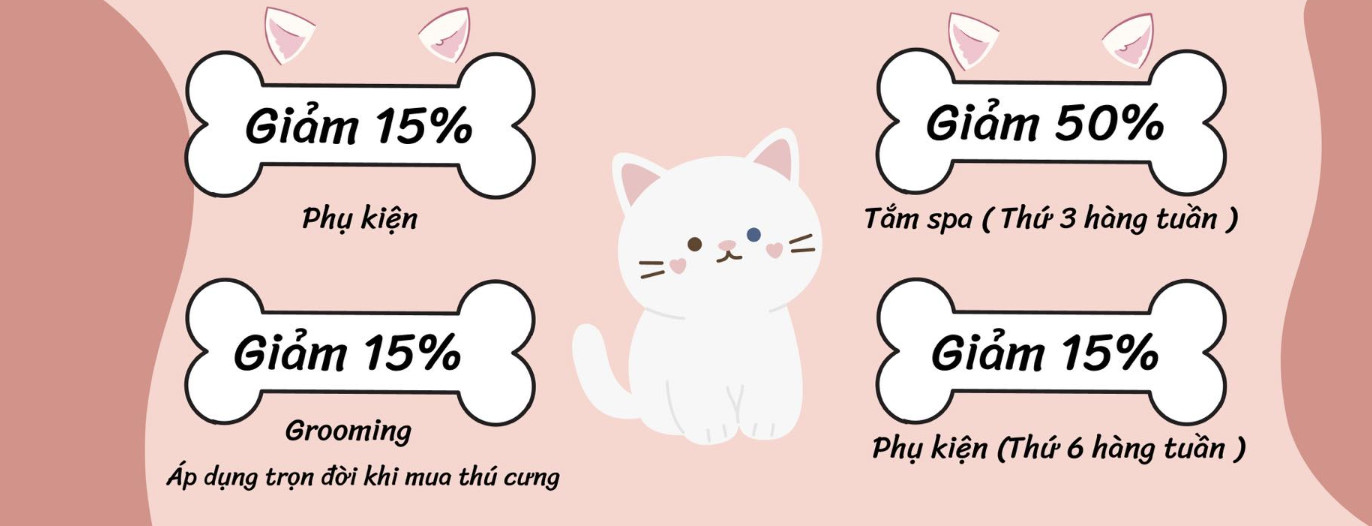 Giảm 15%
Phụ kiện
Giảm 15%
Grooming
Áp dụng trọn đời khi mua thú cưng
Giảm 50%
Tắm spa ( Thứ 3 hàng tuần )
Giảm 15%
Phụ kiện (Thứ 6 hàng tuần )